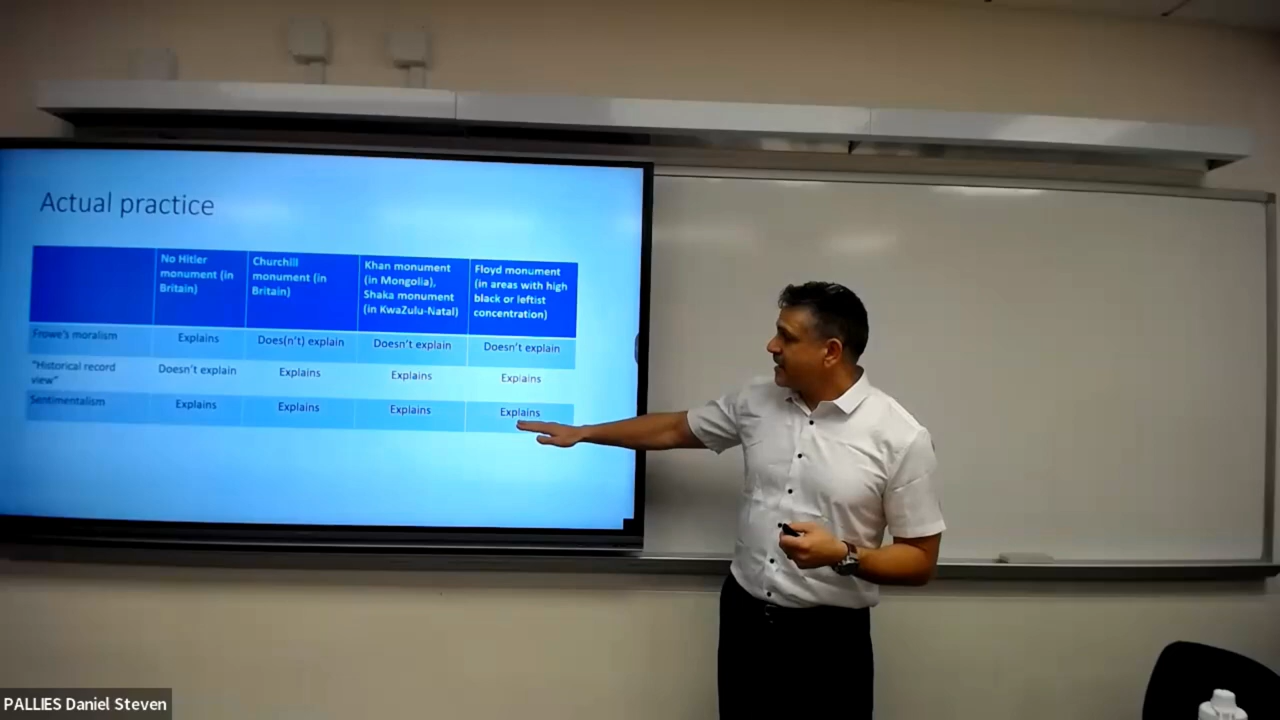 Actual practice
No Hitler
monument (in
Britain)
Churchill
monument (in
Britain)
Khan monument
(in Mongolia),
Shaka monument
(in KwaZulu-Natal)
Floyd monument
(in areas with high
black or leftist
concentration)
Frowe's moralism
Explains
Does(n't) explain
Doesn't explain
Doesn't explain
"Historical record
view"
Doesn't explain
Explains
Explains
Explains
Sentimentalism
Explains
Explains
Explains
Explains
PALLIES Daniel Steven